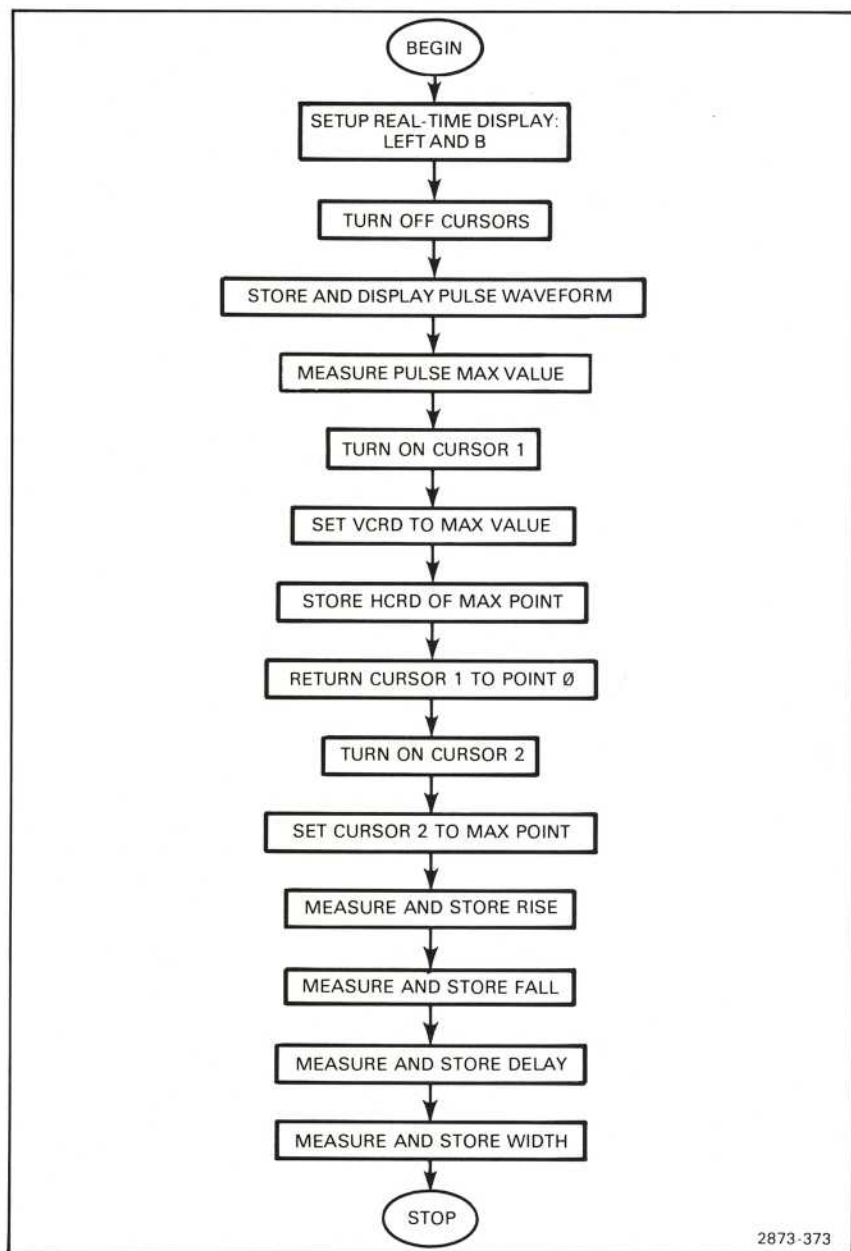 BEGIN
SETUP REAL-TIME DISPLAY:
LEFT AND B
TURN OFF CURSORS
STORE AND DISPLAY PULSE WAVEFORM
MEASURE PULSE MAX VALUE
TURN ON CURSOR 1
SET VCRD TO MAX VALUE
STORE HCRD OF MAX POINT
RETURN CURSOR 1 TO POINT Ø
TURN ON CURSOR 2
SET CURSOR 2 TO MAX POINT
MEASURE AND STORE RISE
MEASURE AND STORE FALL
MEASURE AND STORE DELAY
MEASURE AND STORE WIDTH
STOP
2873-373